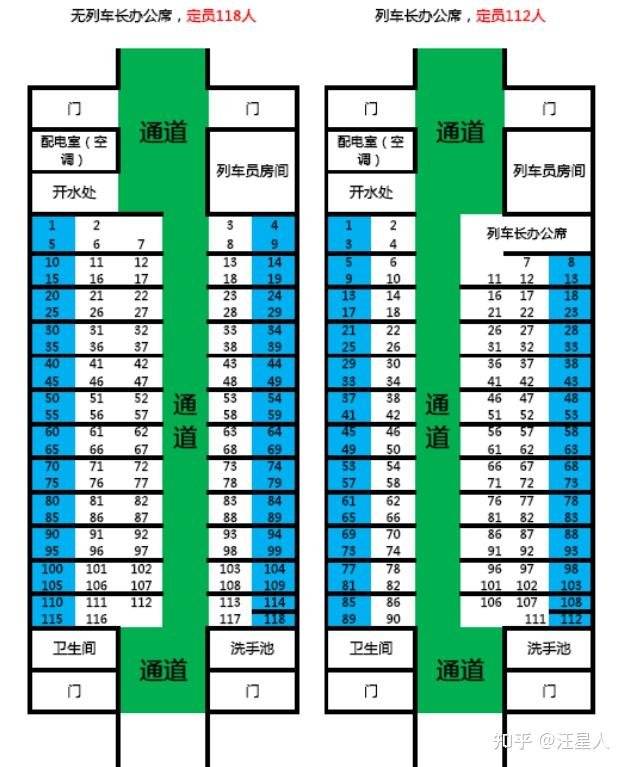 无列车长办公席，定员118人
门 通道 门
配电室（空
调）
列车员房间
开水处
1 2 3 4
5 6 7 8 9
10 11 12 13 14
15 16 17 18 19
20 21 22 23 24
25 26 27 28 29
30 31 32 33 34
35 36 37 38 39
40 41 42 43 44
45 46 47 48 49
50 51 52 53 54
55 56 57 58 59
60 61 62 63 64
65 66 67 68 69
70 71 72 73 74
75 76 77 78 79
80 81 82 83 84
85 86 87 88 89
90 91 92 93 94
95 96 97 98 99
100 101 102 103 104
105 106 107 108 109
110 111 112 113 114
115 116 117 118
通
道
卫生间 通道 洗手池
门 门
列车长办公席，定员112人
门 通道 门
配电室（空
调）
列车员房间
开水处
1 2
列车长办公席
3 4
5 6 7 8
9 10 11 12 13
13 14 16 17 18
17 18 21 22 23
21 22 26 27 28
25 26 31 32 33
29 30 36 37 38
33 34 41 42 43
37 38 46 47 48
41 42 51 52 53
45 46 56 57 58
49 50 61 62 63
53 54 66 67 68
57 58 71 72 73
61 62 76 77 78
65 66 81 82 83
69 70 86 87 88
73 74 91 92 93
77 78 96 97 98
81 82 101 102 103
85 86 106 107 108
89 90 111 112
通
道
卫生间 通道 洗手池
门 门
知乎 @汪星人